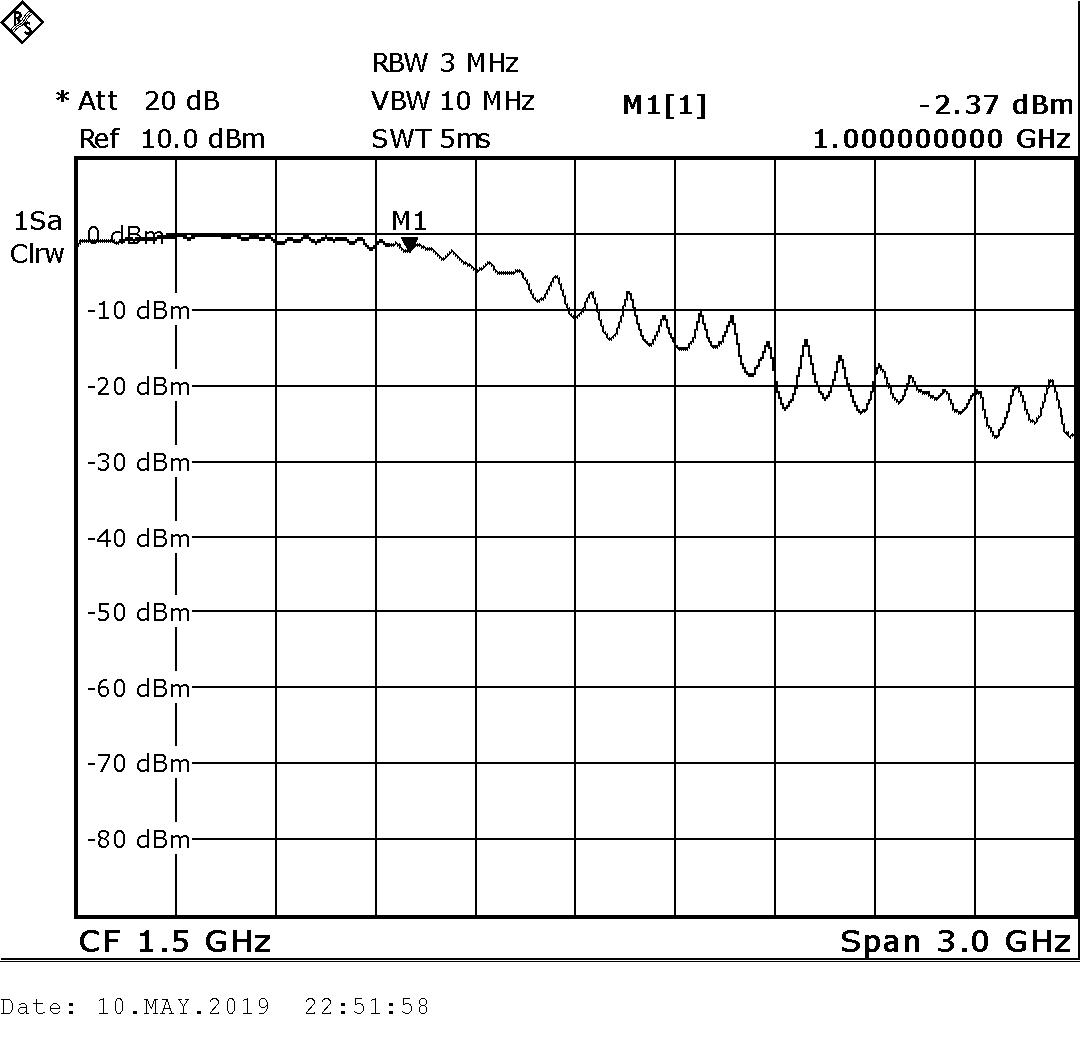 RS
RBW 3 MHz
* Att 20 dB VBW 10 MHz M1[1] -2.37 dBm
Ref 10.0 dBm SWT 5ms 1.000000000 GHz
1Sa
Clrw
M1
0 dBm
-10 dBm
-20 dBm
-30 dBm
-40 dBm
-50 dBm
-60 dBm
-70 dBm
-80 dBm
CF 1.5 GHz Span 3.0 GHz
Date: 10.MAY.2019 22:51:58